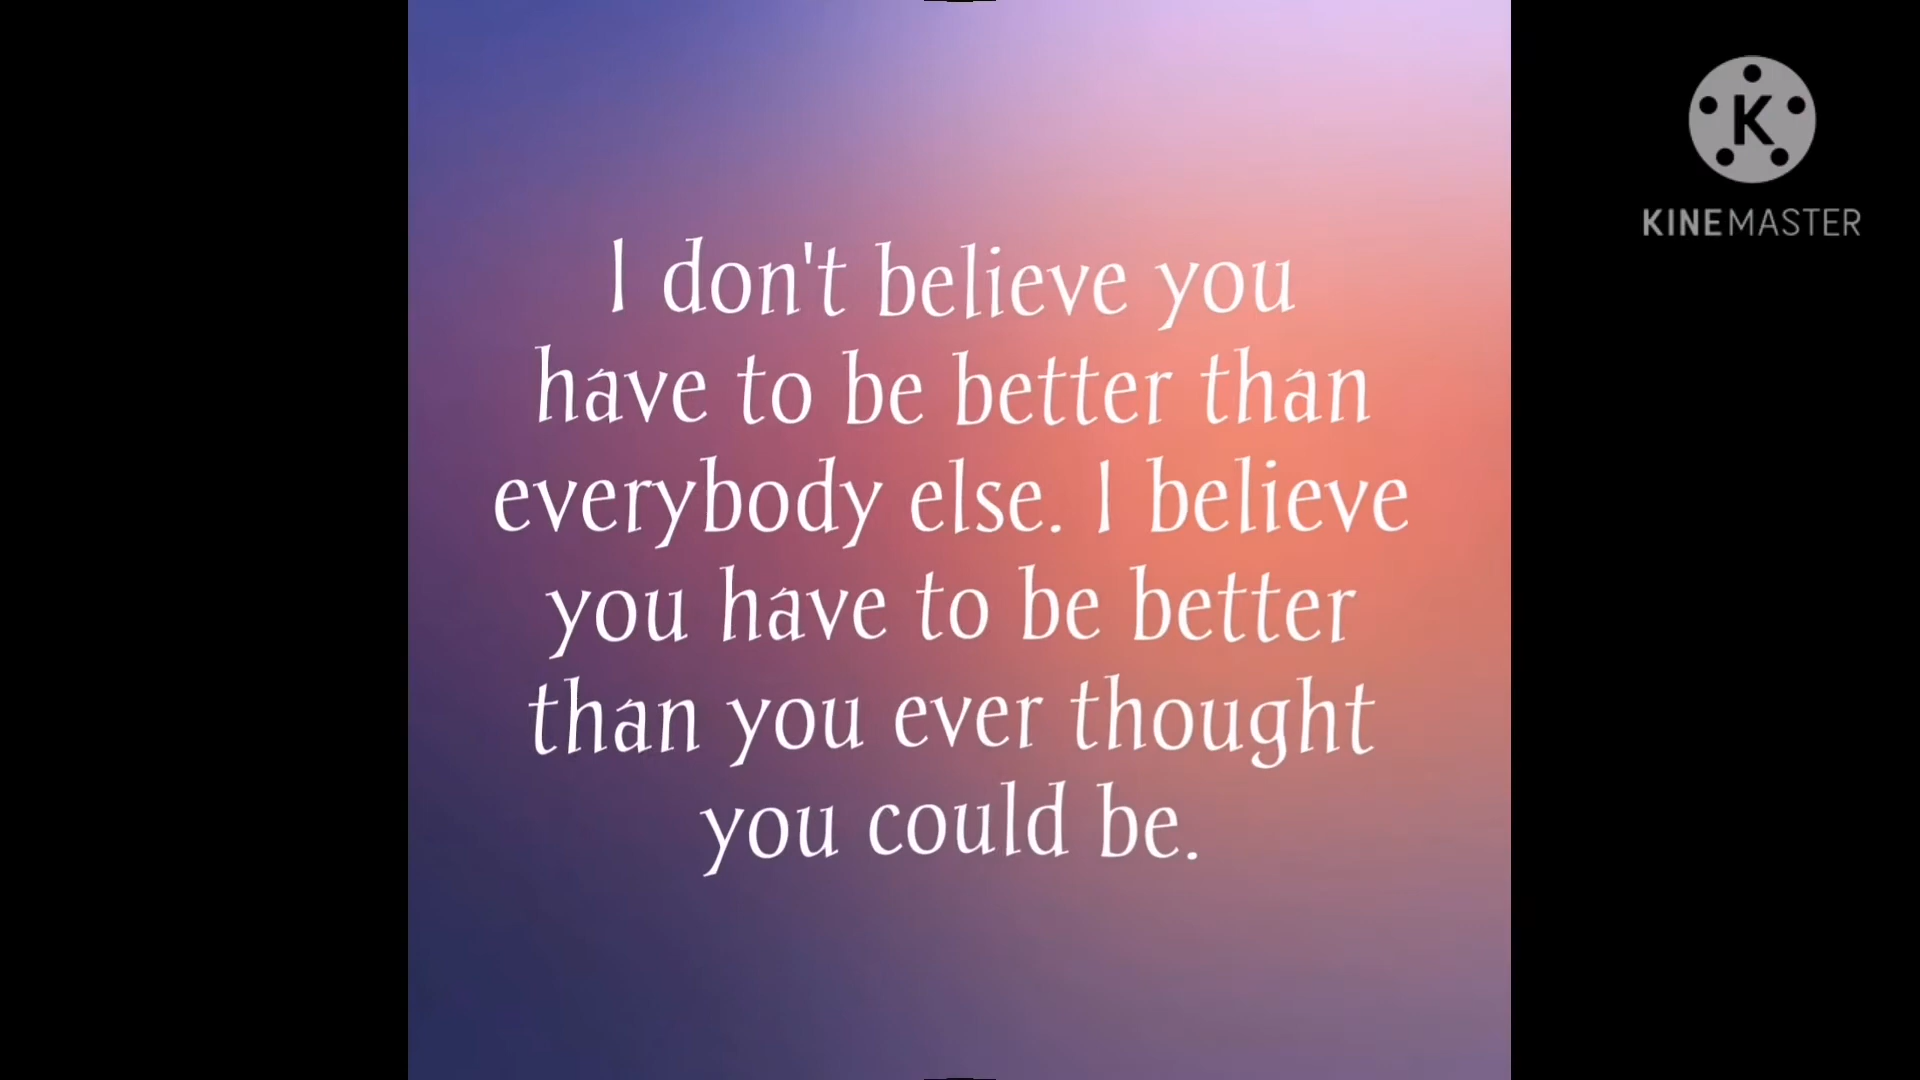 I don't believe you
have to be better than
everybody else. I believe
you have to be better
than you ever thought
you could be.
K
KINEMASTER